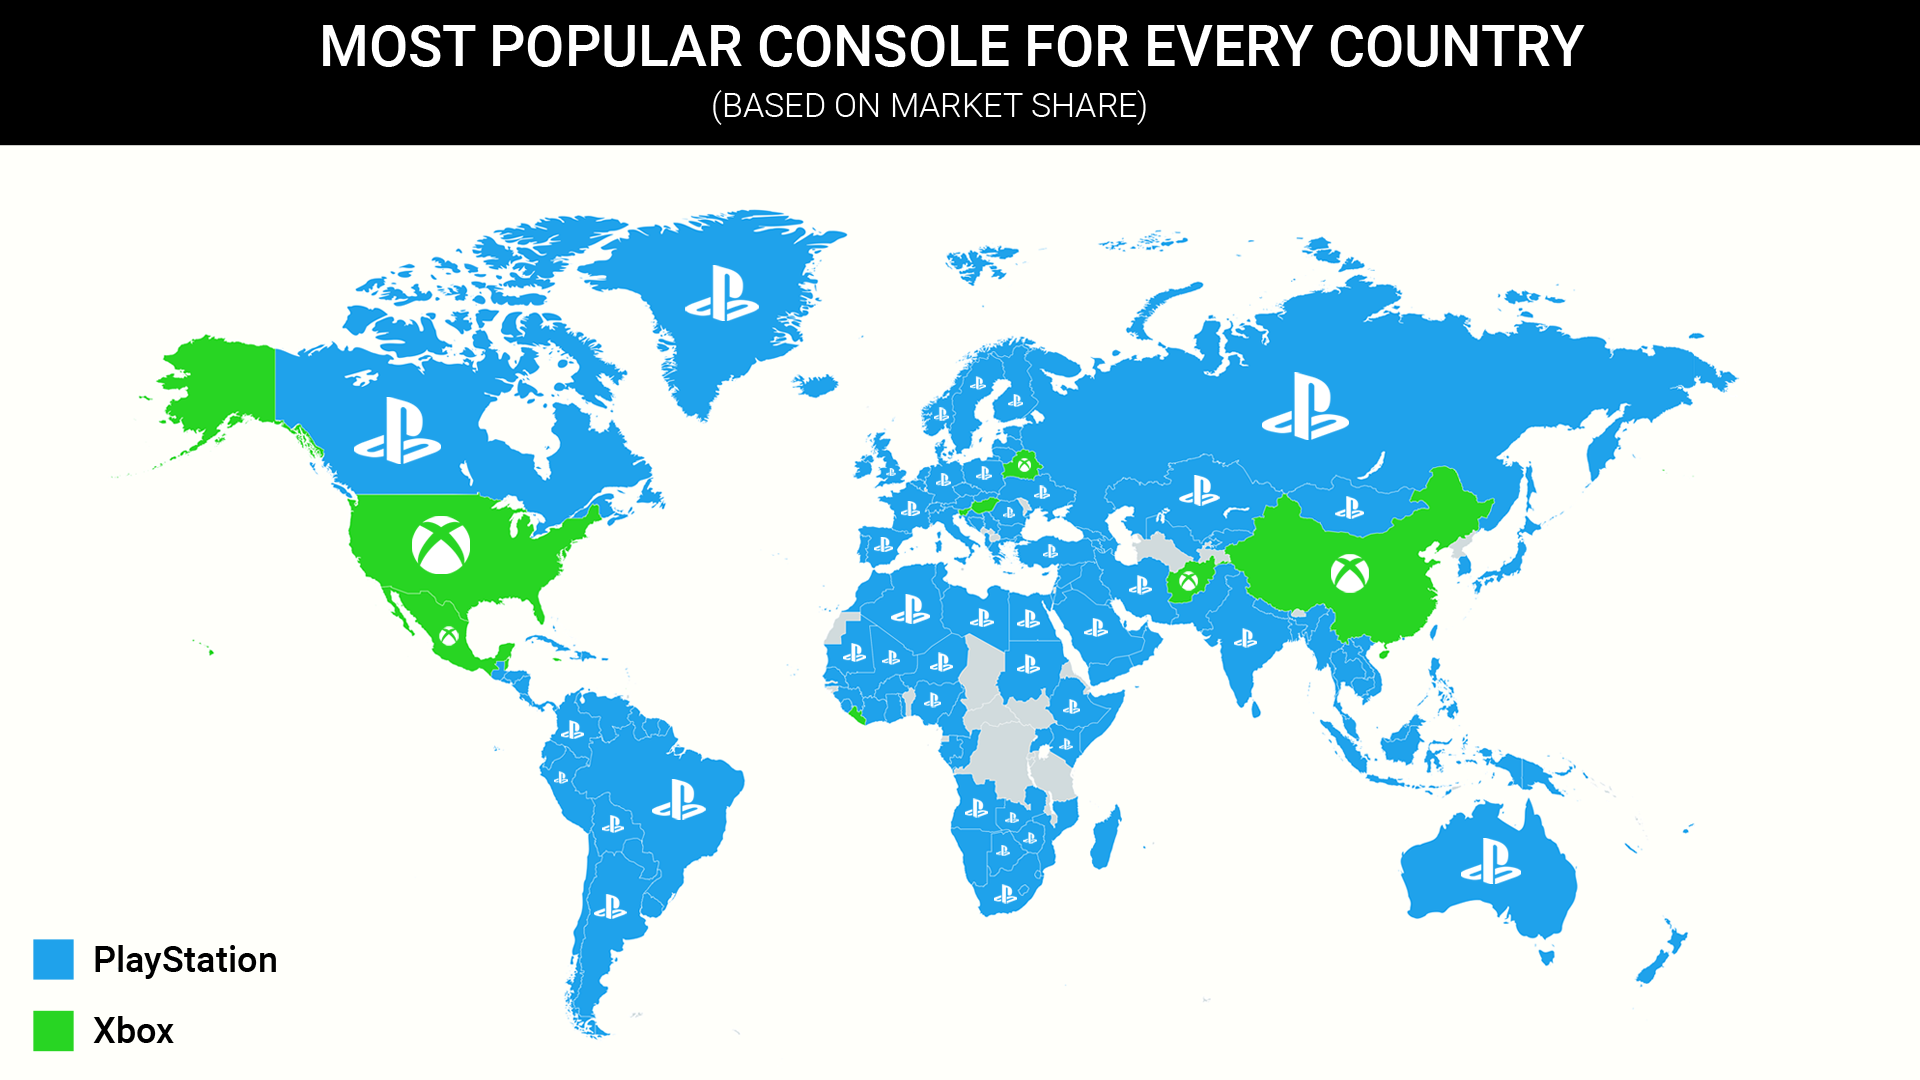 MOST POPULAR CONSOLE FOR EVERY COUNTRY
(BASED ON MARKET SHARE)
PlayStation
Xbox